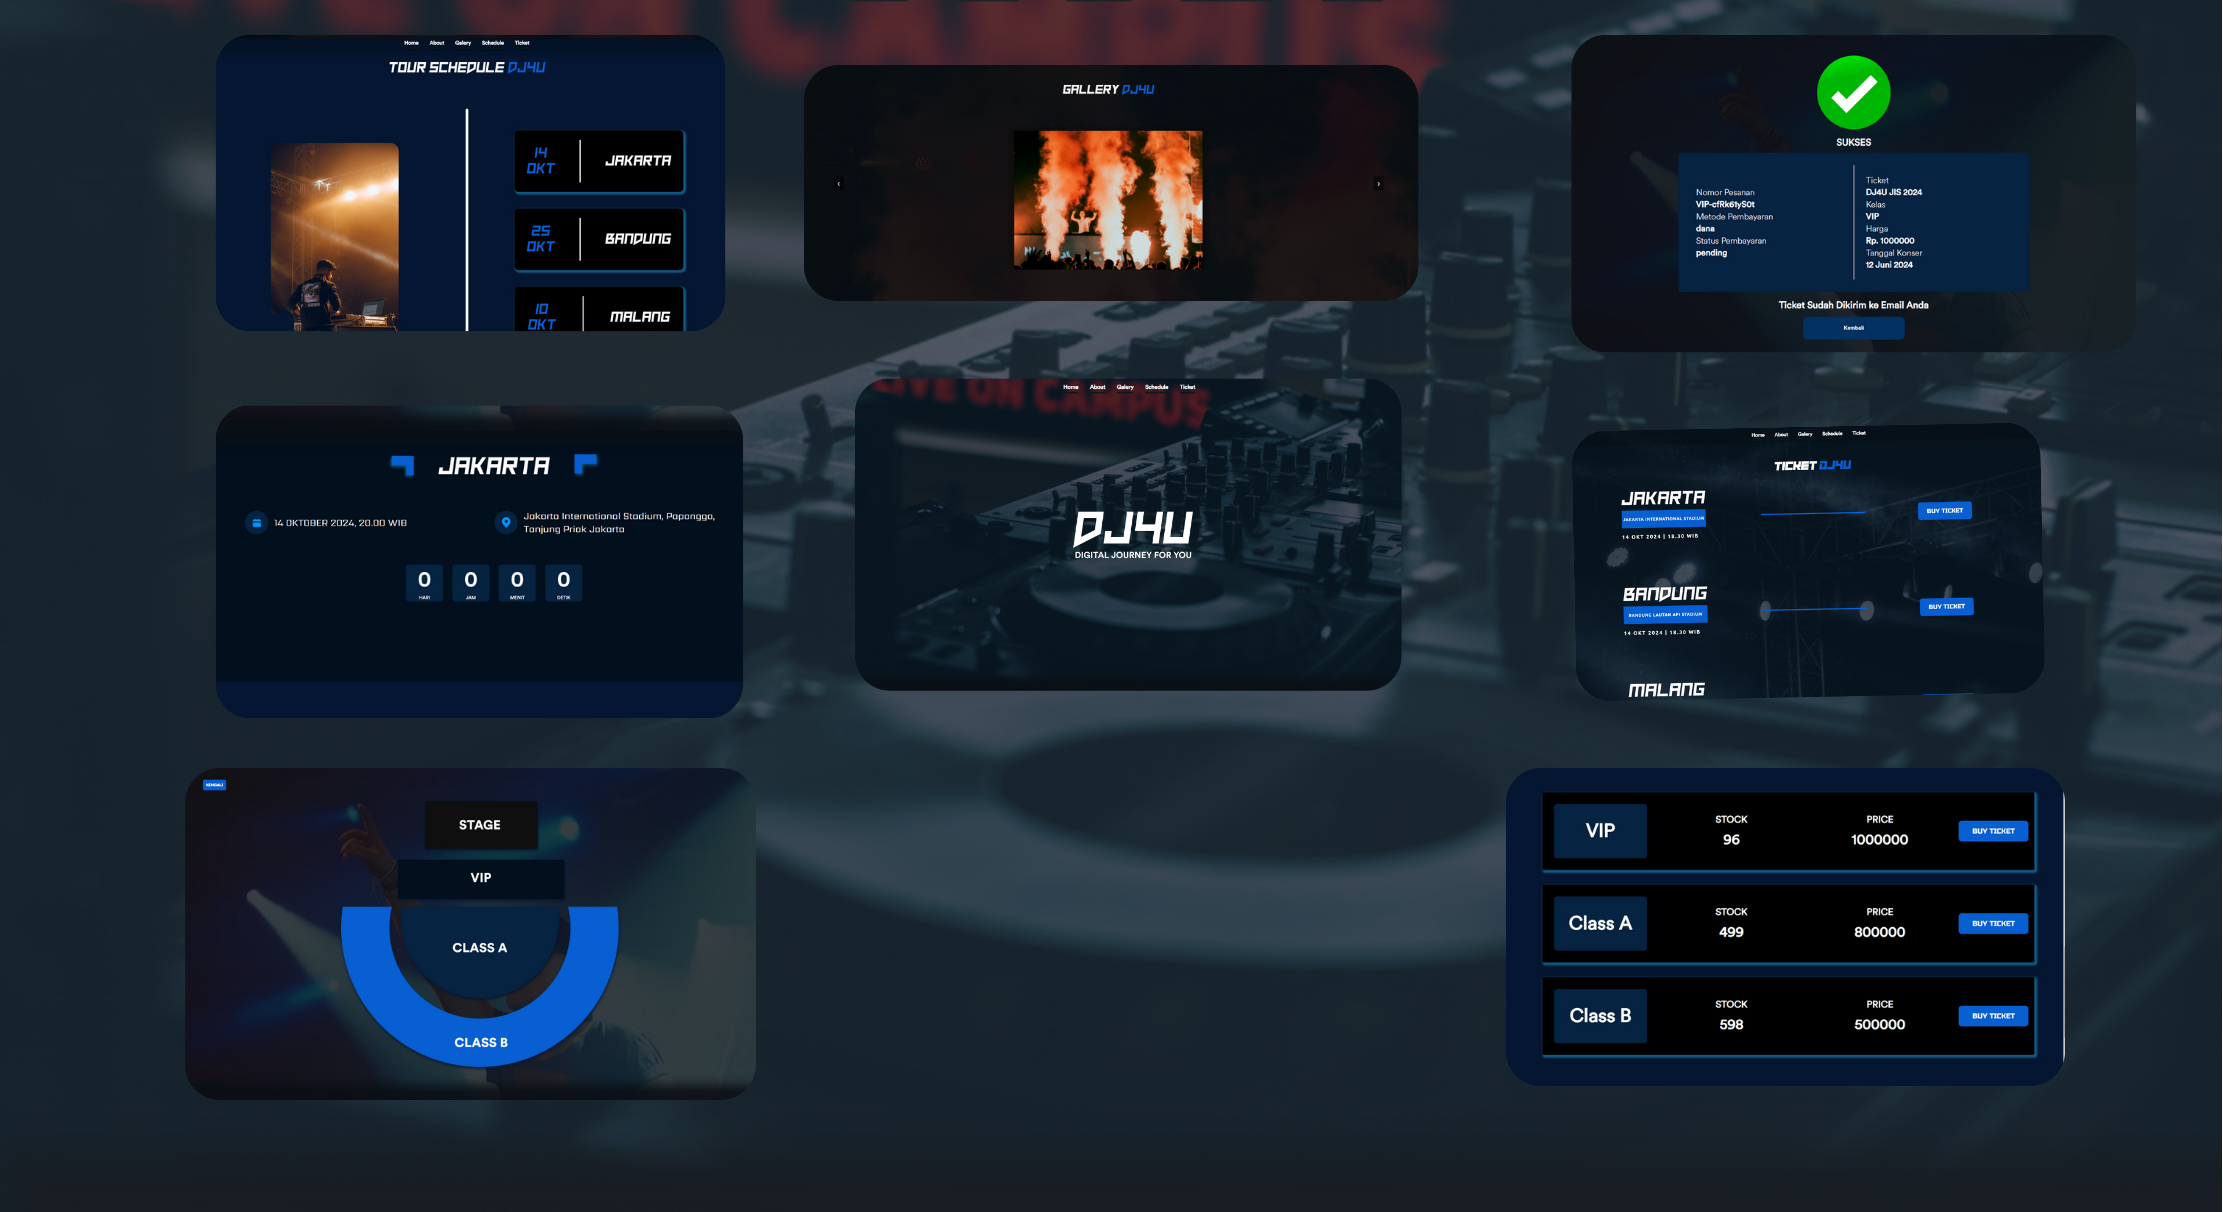 LIVE ON CAMPUS
Home About Galery Schedule Ticket
TOUR SCHEDULE DJ4U
14
OKT
JAKARTA
25
OKT
BANDUNG
10
OKT
MALANG
GALLERY DJ4U
‹
›
SUKSES
Nomor Pesanan
VIP-cfRk61yS0t
Metode Pembayaran
dana
Status Pembayaran
pending
Ticket
DJ4U JIS 2024
Kelas
VIP
Harga
Rp. 1000000
Tanggal Konser
12 Juni 2024
Ticket Sudah Dikirim ke Email Anda
Kembali
JAKARTA
14 OKTOBER 2024, 20.00 WIB
Jakarta International Stadium, Papanggo,
Tanjung Priok Jakarta
0 0 0 0
HARI JAM MENIT DETIK
Home About Galery Schedule Ticket
LIVE ON CAMPUS
DJ4U
DIGITAL JOURNEY FOR YOU
Home About Galery Schedule Ticket
TICKET DJ4U
JAKARTA
JAKARTA INTERNATIONAL STADIUM
14 OKT 2024 | 18.30 WIB
BUY TICKET
BANDUNG
BANDUNG LAUTAN API STADIUM
14 OKT 2024 | 18.30 WIB
BUY TICKET
MALANG
KEMBALI
STAGE
VIP
CLASS A
CLASS B
VIP
STOCK
96
PRICE
1000000
BUY TICKET
Class A
STOCK
499
PRICE
800000
BUY TICKET
Class B
STOCK
598
PRICE
500000
BUY TICKET